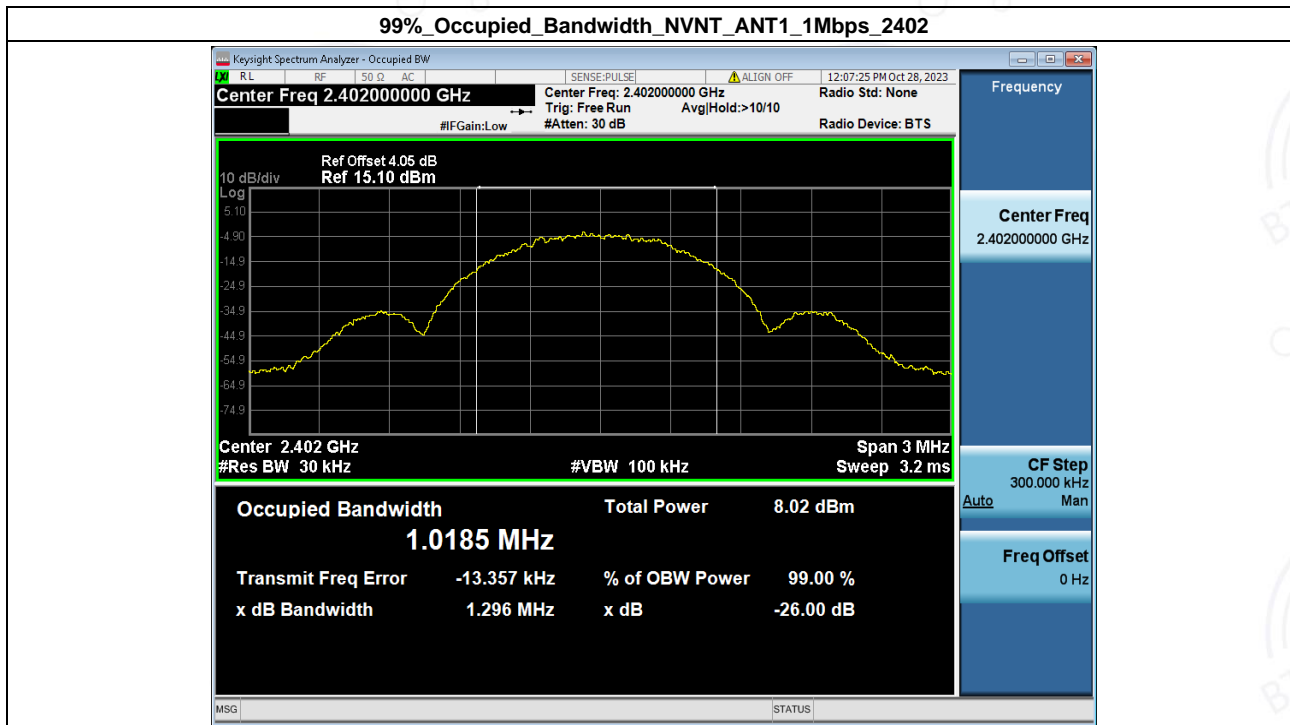 99%_Occupied_Bandwidth_NVNT_ANT1_1Mbps_2402
Keysight Spectrum Analyzer - Occupied BW
LXI RL RF 50 Ω AC SENSE:PULSE ALIGN OFF 12:07:25 PM Oct 28, 2023
Center Freq 2.402000000 GHz
Center Freq: 2.402000000 GHz Radio Std: None
Trig: Free Run Avg|Hold:>10/10
#IFGain:Low #Atten: 30 dB Radio Device: BTS
Ref Offset 4.05 dB
10 dB/div Ref 15.10 dBm
Log
5.10
-4.90
-14.9
-24.9
-34.9
-44.9
-54.9
-64.9
-74.9
Center 2.402 GHz Span 3 MHz
#Res BW 30 kHz #VBW 100 kHz Sweep 3.2 ms
Occupied Bandwidth Total Power 8.02 dBm
1.0185 MHz
Transmit Freq Error -13.357 kHz % of OBW Power 99.00 %
x dB Bandwidth 1.296 MHz x dB -26.00 dB
MSG STATUS
Frequency
Center Freq
2.402000000 GHz
CF Step
300.000 kHz
Auto Man
Freq Offset
0 Hz